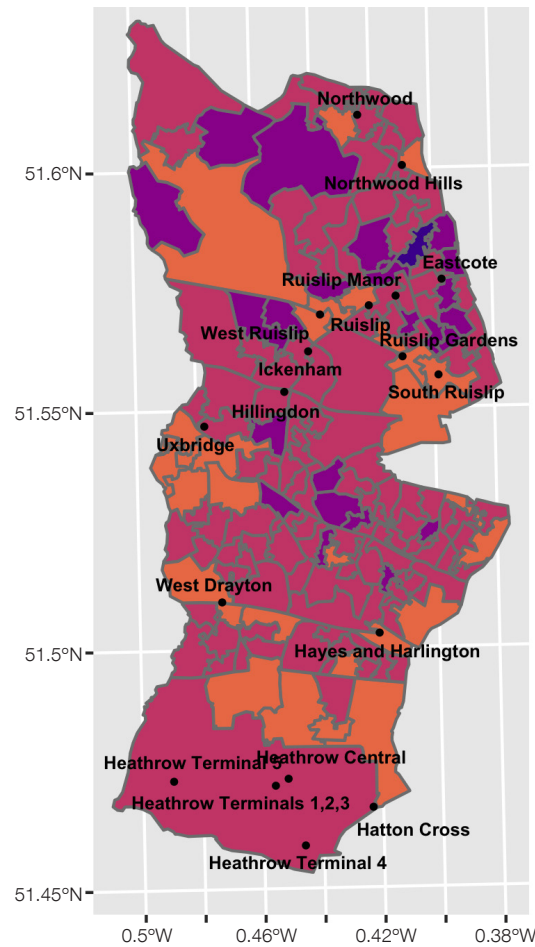 Northwood
51.6°N
Northwood Hills
Eastcote
Ruislip Manor
West Ruislip
Ruislip
Ruislip Gardens
Ickenham
South Ruislip
51.55°N
Hillingdon
Uxbridge
West Drayton
51.5°N
Hayes and Harlington
Heathrow Terminal 5
Heathrow Central
Heathrow Terminals 1,2,3
Hatton Cross
Heathrow Terminal 4
51.45°N
0.5°W 0.46°W 0.42°W 0.38°W